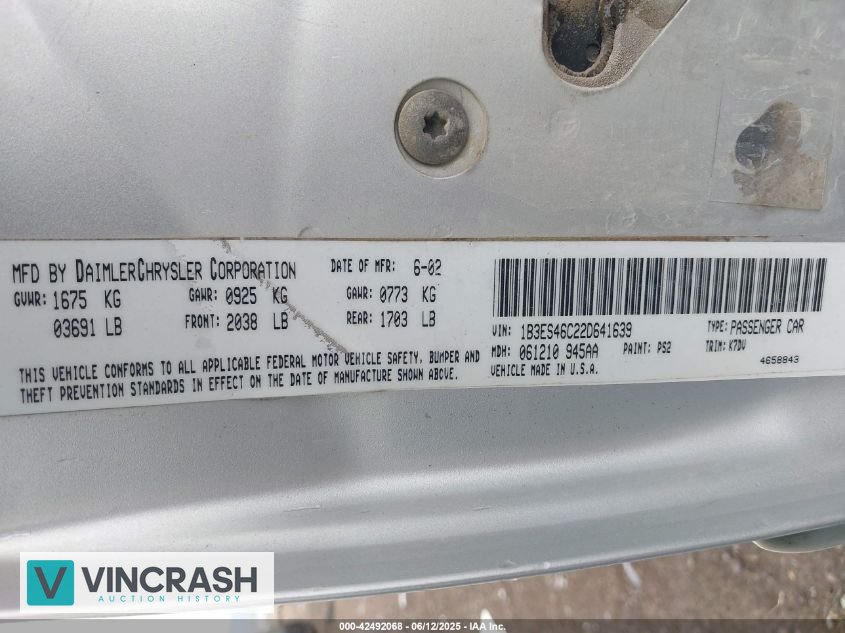 MFD BY DAIMLERCHRYSLER CORPORATION
DATE OF MFR: 6-02
GVWR: 1675 KG
GAWR: 0925 KG
GAWR: 0773 KG
03691 LB
FRONT: 2038 LB
REAR: 1703 LB
THIS VEHICLE CONFORMS TO ALL APPLICABLE FEDERAL MOTOR VEHICLE SAFETY, BUMPER AND
THEFT PREVENTION STANDARDS IN EFFECT ON THE DATE OF MANUFACTURE SHOWN ABOVE.
VIN: 1B3ES46C22D641639
TYPE: PASSENGER CAR
MDH: 061210 945AA
PAINT: PS2
TRIM: K7DV
VEHICLE MADE IN U.S.A.
4658843
V VINCRASH
AUCTION HISTORY
000-42492068 - 06/12/2025 - IAA Inc.